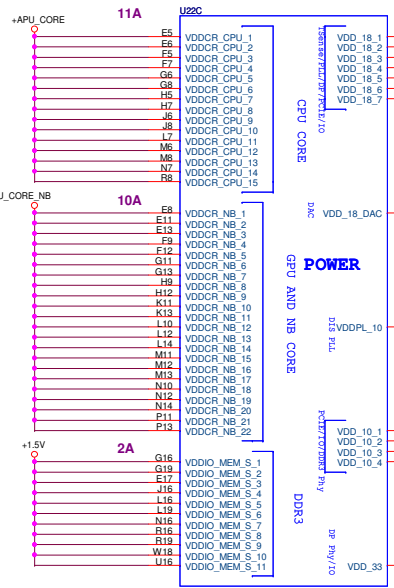 11A
U22C
+APU_CORE
E5 VDDCR_CPU_1
E6 VDDCR_CPU_2
F5 VDDCR_CPU_3
F7 VDDCR_CPU_4
G6 VDDCR_CPU_5
G8 VDDCR_CPU_6
H5 VDDCR_CPU_7
H7 VDDCR_CPU_8
J6 VDDCR_CPU_9
J8 VDDCR_CPU_10
L7 VDDCR_CPU_11
M6 VDDCR_CPU_12
M8 VDDCR_CPU_13
N7 VDDCR_CPU_14
R8 VDDCR_CPU_15
CPU CORE
TSense/PLL/DP/PCIE/IO
VDD_18_1
VDD_18_2
VDD_18_3
VDD_18_4
VDD_18_5
VDD_18_6
VDD_18_7
U_CORE_NB
10A
E8 VDDCR_NB_1
E11 VDDCR_NB_2
E13 VDDCR_NB_3
F9 VDDCR_NB_4
F12 VDDCR_NB_5
G11 VDDCR_NB_6
G13 VDDCR_NB_7
H9 VDDCR_NB_8
H12 VDDCR_NB_9
K11 VDDCR_NB_10
K13 VDDCR_NB_11
L10 VDDCR_NB_12
L12 VDDCR_NB_13
L14 VDDCR_NB_14
M11 VDDCR_NB_15
M12 VDDCR_NB_16
M13 VDDCR_NB_17
N10 VDDCR_NB_18
N12 VDDCR_NB_19
N14 VDDCR_NB_20
P11 VDDCR_NB_21
P13 VDDCR_NB_22
GPU AND NB CORE
POWER
DAC
VDD_18_DAC
DIS PLL
VDDPL_10
PCIE/IO/DDR3 Phy
VDD_10_1
VDD_10_2
VDD_10_3
VDD_10_4
+1.5V
2A
G16 VDDIO_MEM_S_1
G19 VDDIO_MEM_S_2
E17 VDDIO_MEM_S_3
J16 VDDIO_MEM_S_4
L16 VDDIO_MEM_S_5
L19 VDDIO_MEM_S_6
N16 VDDIO_MEM_S_7
R16 VDDIO_MEM_S_8
R19 VDDIO_MEM_S_9
W18 VDDIO_MEM_S_10
U16 VDDIO_MEM_S_11
DDR3
DP Phy/IO
VDD_33